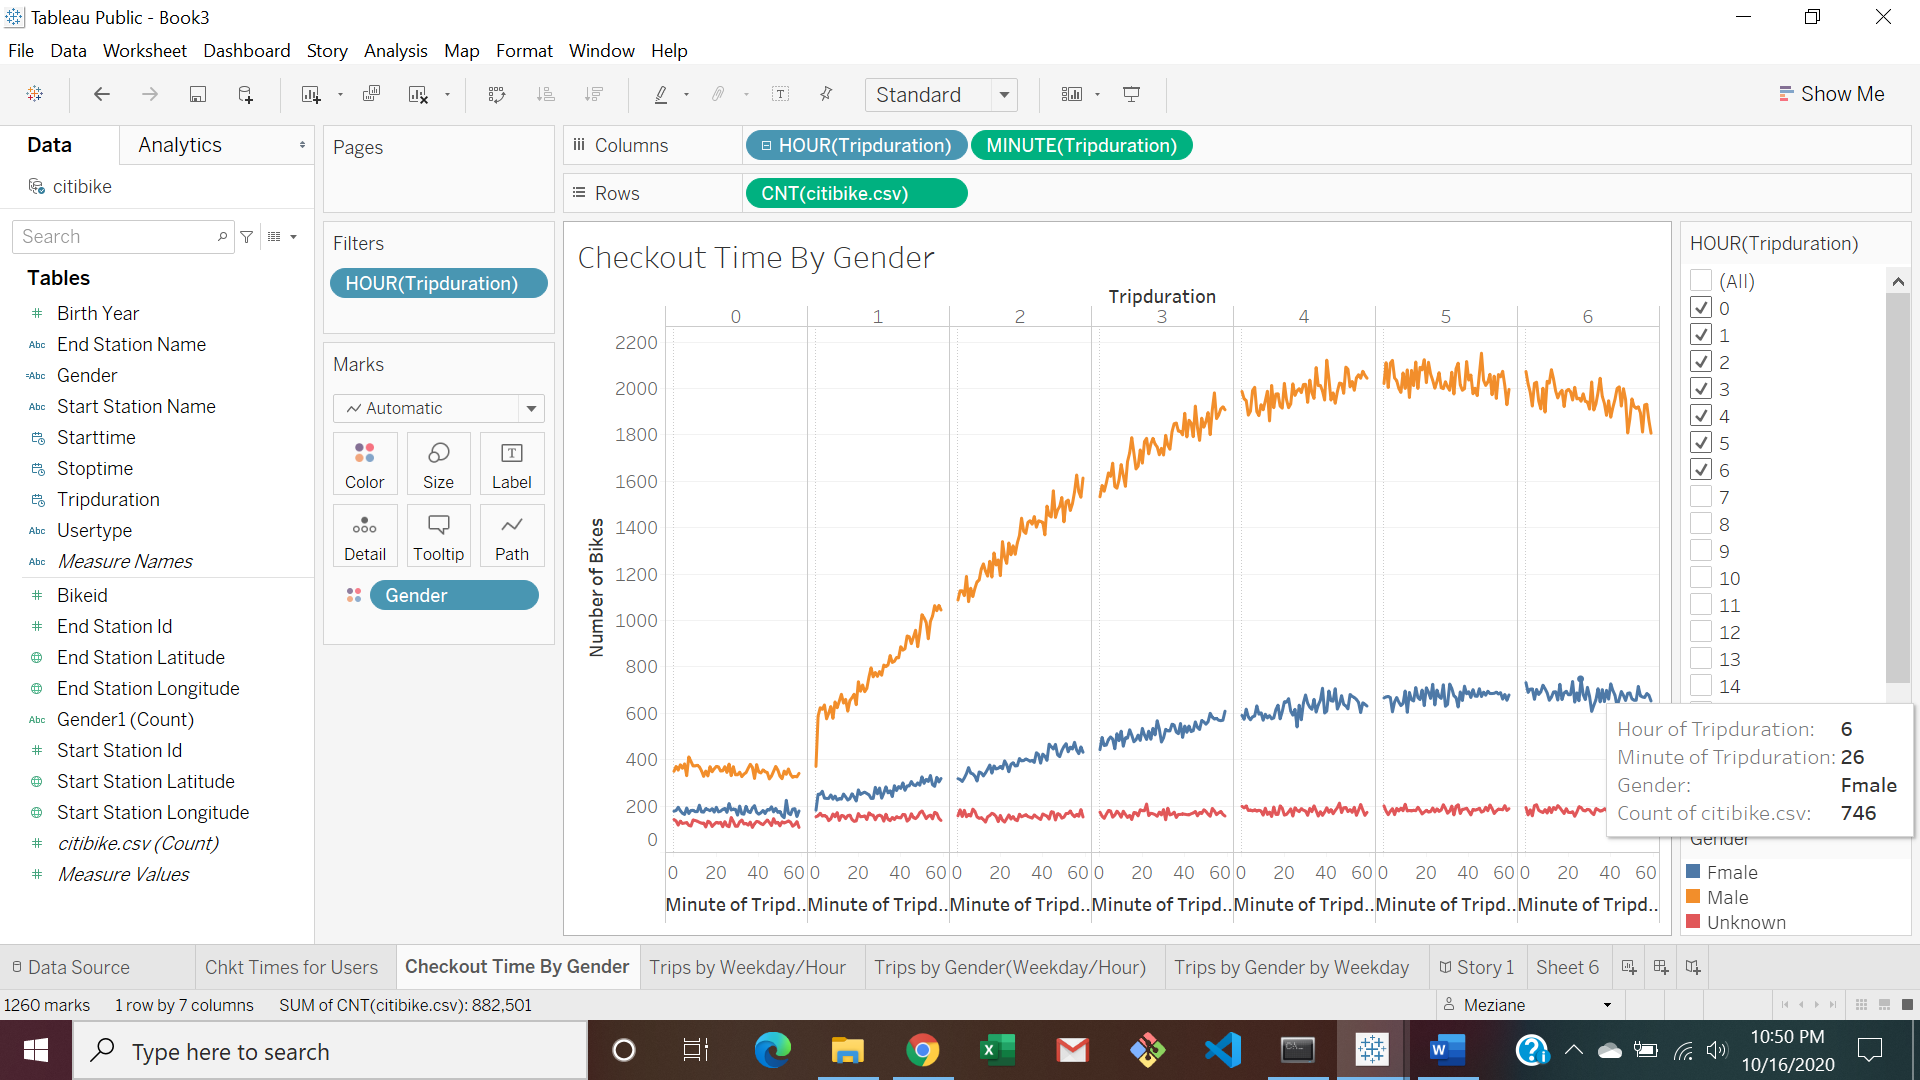 Tableau Public - Book3
File Data Worksheet Dashboard Story Analysis Map Format Window Help
Standard
Show Me
Data Analytics
citibike
Search
Tables
Birth Year
Abc End Station Name
=Abc Gender
Abc Start Station Name
Starttime
Stoptime
Tripduration
Abc Usertype
Abc Measure Names
Bikeid
End Station Id
End Station Latitude
End Station Longitude
Abc Gender1 (Count)
Start Station Id
Start Station Latitude
Start Station Longitude
citibike.csv (Count)
Measure Values
Pages
Filters
HOUR(Tripduration)
Marks
Automatic
Color Size Label
Detail Tooltip Path
Gender
Columns HOUR(Tripduration) MINUTE(Tripduration)
Rows CNT(citibike.csv)
Checkout Time By Gender
Tripduration
0 1 2 3 4 5 6
Number of Bikes
2200
2000
1800
1600
1400
1200
1000
800
600
400
200
0
0 20 40 60 0 20 40 60 0 20 40 60 0 20 40 60 0 20 40 60 0 20 40 60 0 20 40 60
Minute of Tripd.. Minute of Tripd.. Minute of Tripd.. Minute of Tripd.. Minute of Tripd.. Minute of Tripd.. Minute of Tripd..
HOUR(Tripduration)
(All)
0
1
2
3
4
5
6
7
8
9
10
11
12
13
14
Hour of Tripduration: 6
Minute of Tripduration: 26
Gender: Fmale
Count of citibike.csv: 746
Gender
Fmale
Male
Unknown
Data Source Chkt Times for Users Checkout Time By Gender Trips by Weekday/Hour Trips by Gender(Weekday/Hour) Trips by Gender by Weekday Story 1 Sheet 6
1260 marks 1 row by 7 columns SUM of CNT(citibike.csv): 882,501 Meziane
Type here to search
10:50 PM
10/16/2020